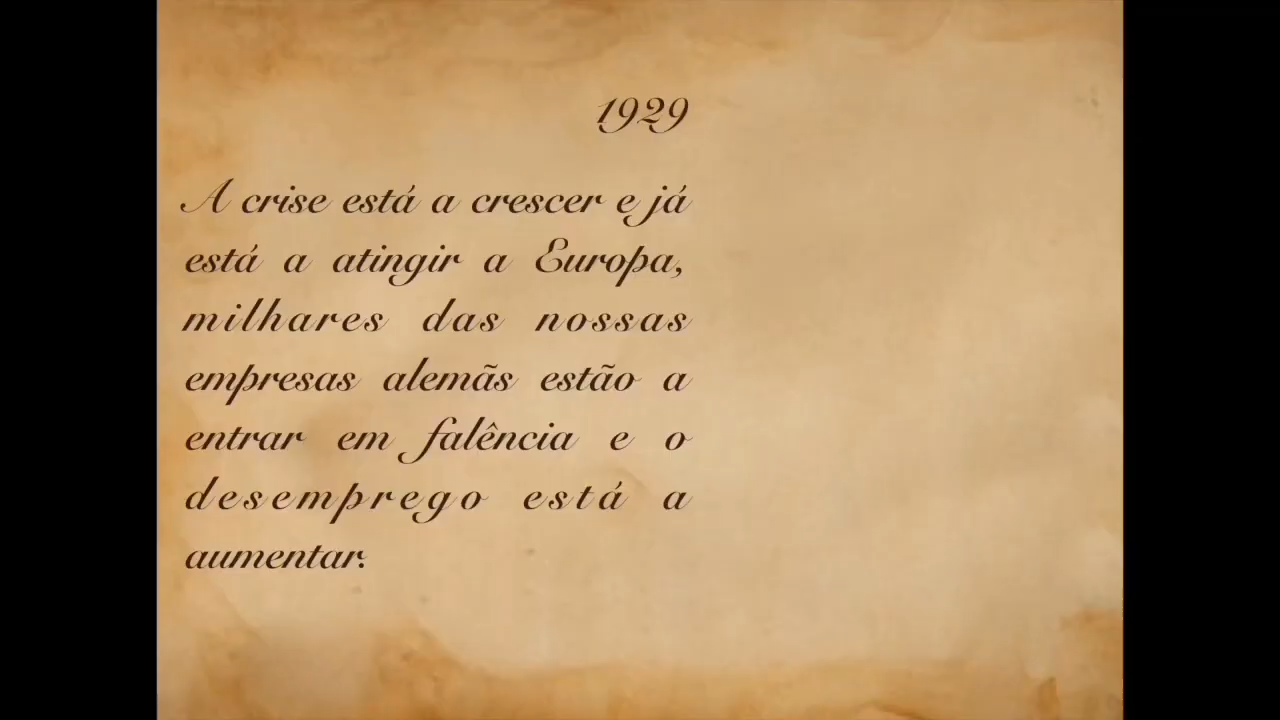 1929
A crise está a crescer e já
está a atingir a Europa,
milhares das nossas
empresas alemãs estão a
entrar em falência e o
desemprego está a
aumentar.